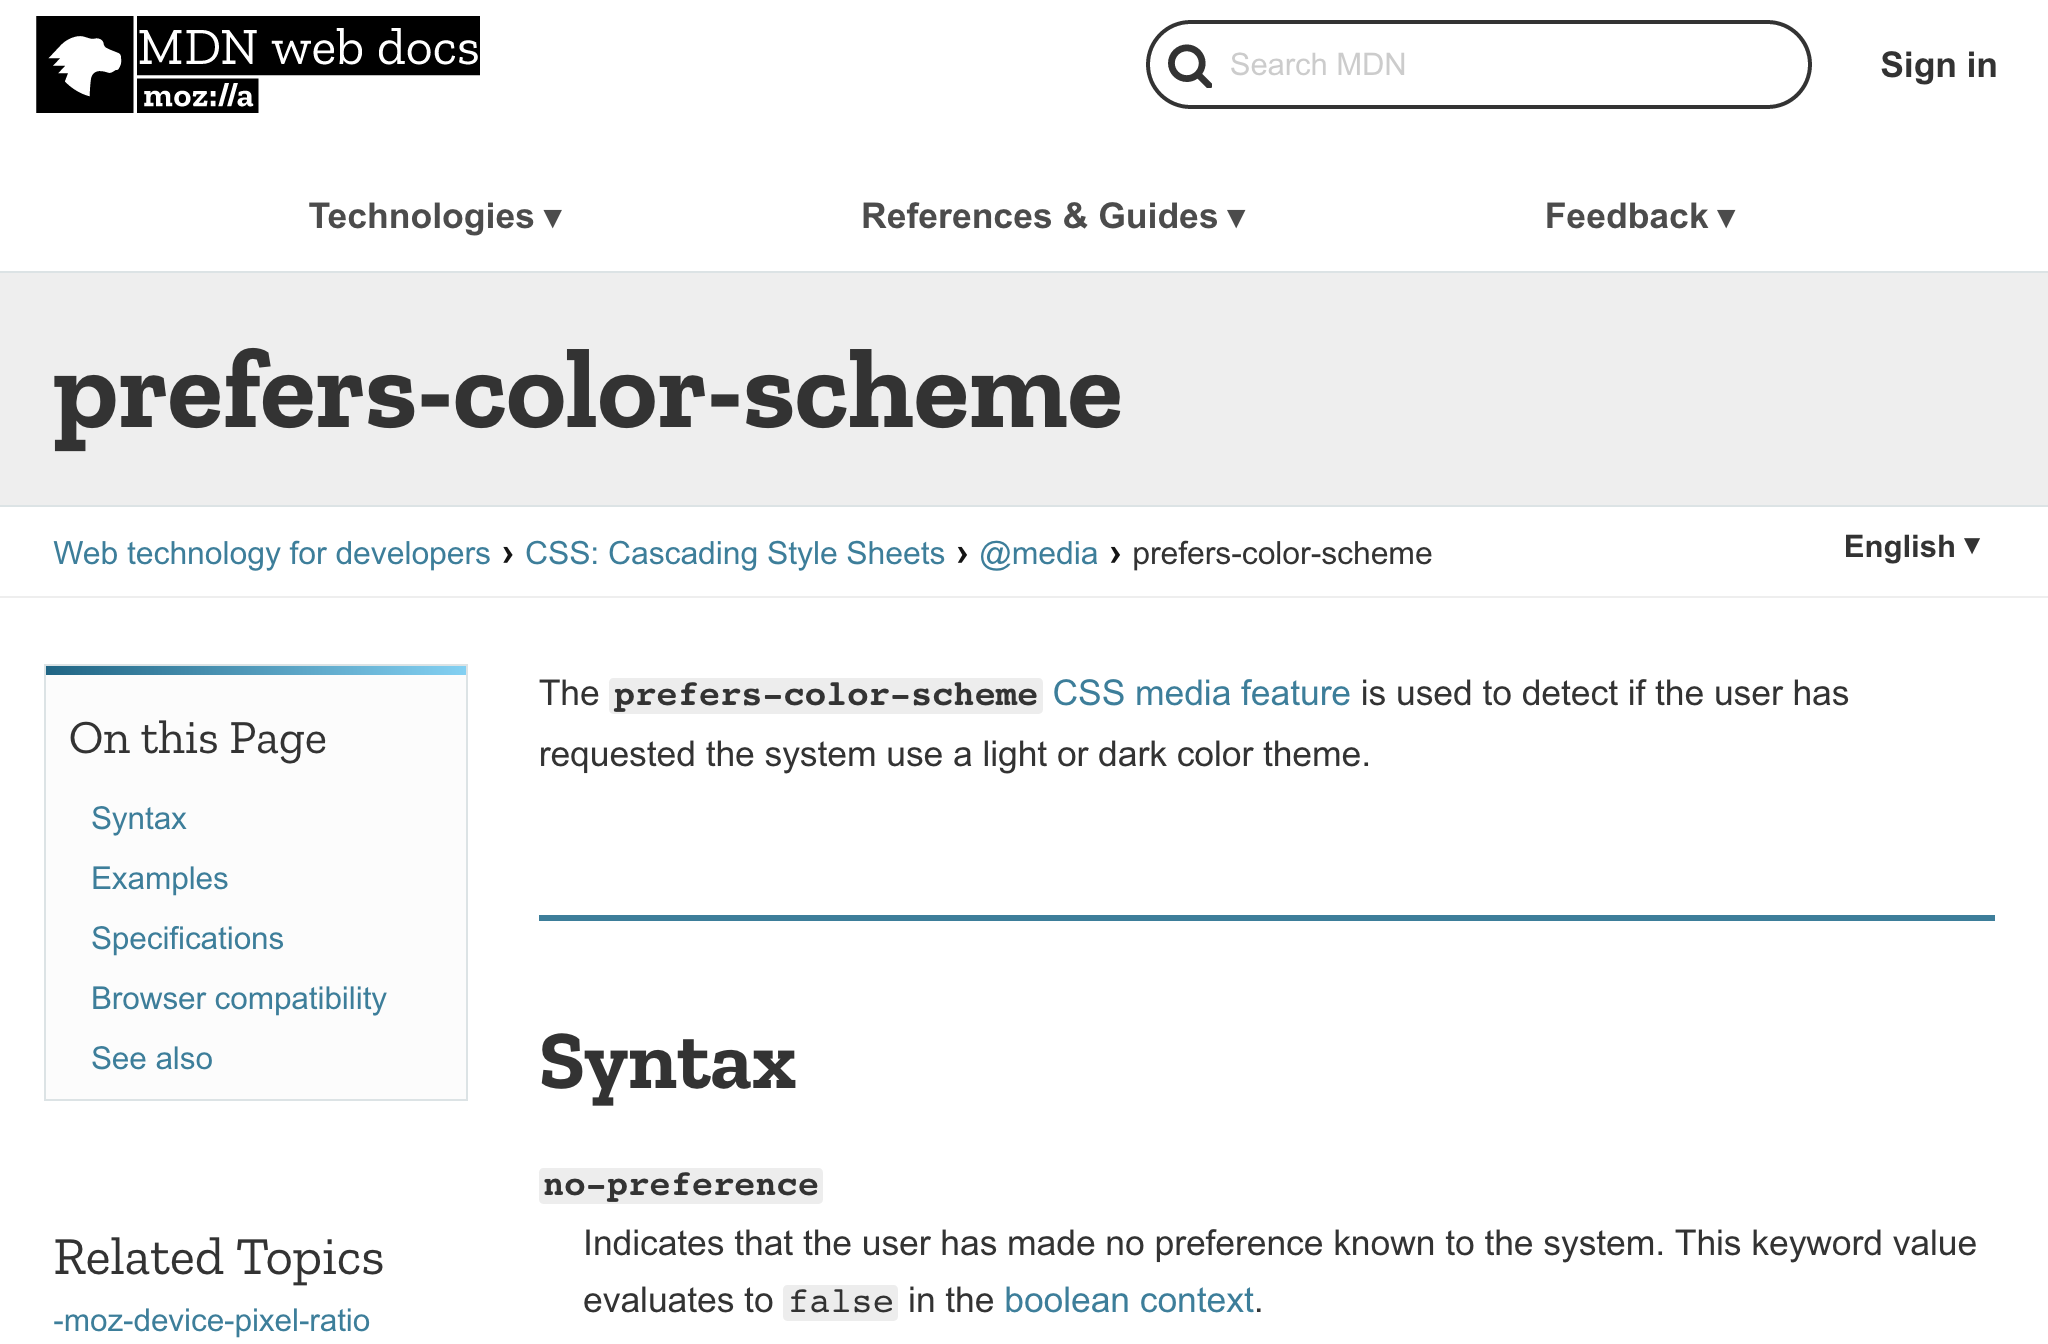 MDN web docs
moz://a
Search MDN
Sign in
Technologies ▾
References & Guides ▾
Feedback ▾
prefers-color-scheme
Web technology for developers › CSS: Cascading Style Sheets › @media › prefers-color-scheme
English ▾
On this Page
Syntax
Examples
Specifications
Browser compatibility
See also
Related Topics
-moz-device-pixel-ratio
The prefers-color-scheme CSS media feature is used to detect if the user has
requested the system use a light or dark color theme.
Syntax
no-preference
Indicates that the user has made no preference known to the system. This keyword value
evaluates to false in the boolean context.